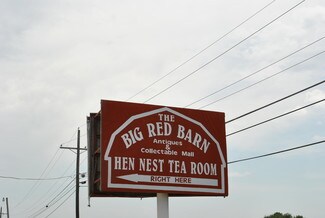 THE
BIG RED BARN
Antiques
&
Collectable Mall
HEN NEST TEA ROOM
RIGHT HERE